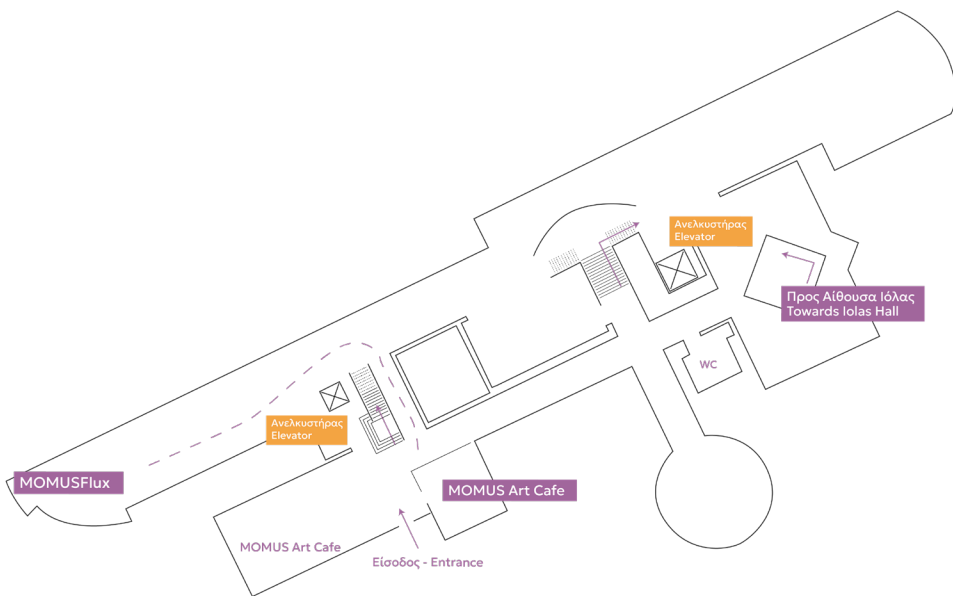 Ανελκυστήρας
Elevator
Προς Αίθουσα Ιόλας
Towards Iolas Hall
WC
Ανελκυστήρας
Elevator
MOMUSFlux
MOMUS Art Cafe
MOMUS Art Cafe
Είσοδος - Entrance